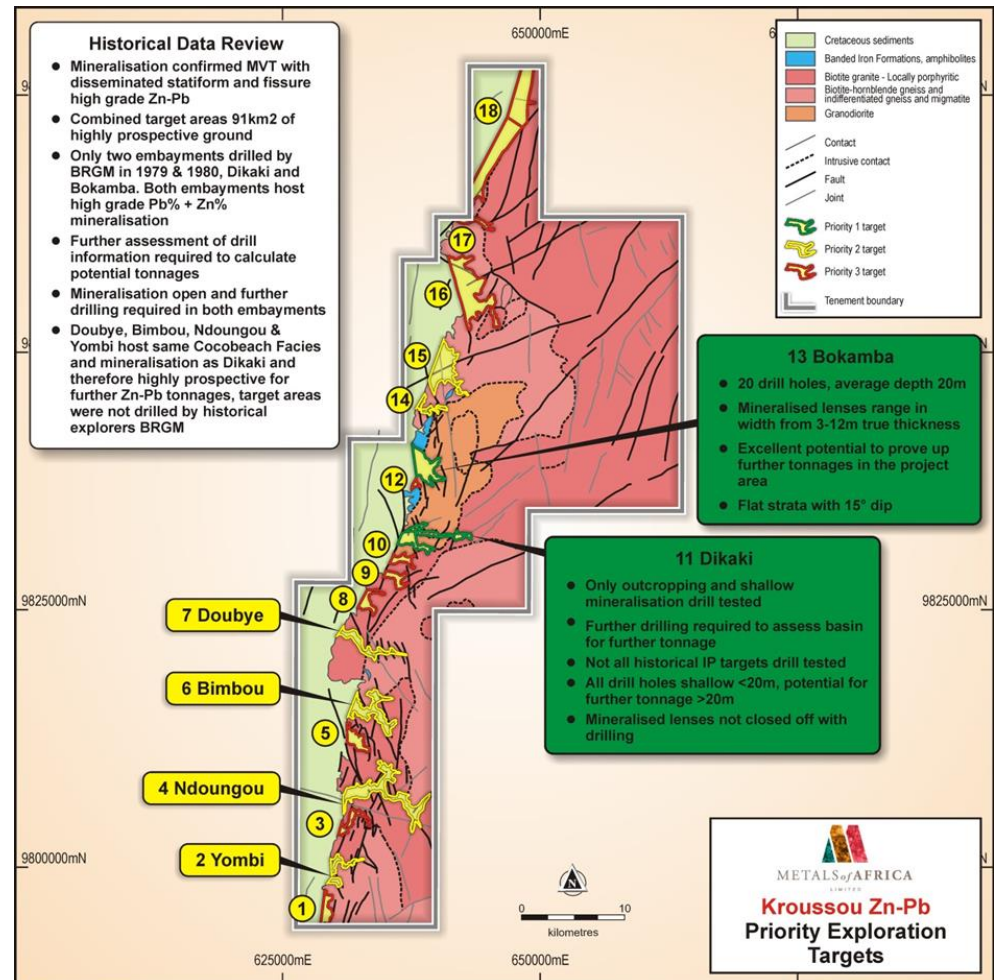 650000mE
Historical Data Review
• Mineralisation confirmed MVT with
disseminated statiform and fissure
high grade Zn-Pb
• Combined target areas 91km2 of
highly prospective ground
• Only two embayments drilled by
BRGM in 1979 & 1980, Dikaki and
Bokamba. Both embayments host
high grade Pb% + Zn%
mineralisation
• Further assessment of drill
information required to calculate
potential tonnages
• Mineralisation open and further
drilling required in both embayments
• Doubye, Bimbou, Ndoungou &
Yombi host same Cocobeach Facies
and mineralisation as Dikaki and
therefore highly prospective for
further Zn-Pb tonnages, target areas
were not drilled by historical
explorers BRGM
Cretaceous sediments
Banded Iron Formations, amphibolites
Biotite granite - Locally porphyritic
Biotite-hornblende gneiss and
indifferentiated gneiss and migmatite
Granodiorite
Contact
Intrusive contact
Fault
Joint
Priority 1 target
Priority 2 target
Priority 3 target
Tenement boundary
18
17
16
15
14
13 Bokamba
• 20 drill holes, average depth 20m
• Mineralised lenses range in
width from 3-12m true thickness
• Excellent potential to prove up
further tonnages in the project
area
• Flat strata with 15° dip
12
10
11 Dikaki
• Only outcropping and shallow
mineralisation drill tested
• Further drilling required to assess basin
for further tonnage
• Not all historical IP targets drill tested
• All drill holes shallow <20m, potential for
further tonnage >20m
• Mineralised lenses not closed off with
drilling
9
8
9825000mN
9825000mN
7 Doubye
6 Bimbou
5
4 Ndoungou
3
2 Yombi
9800000mN
1
N
0 10
kilometres
METALS of AFRICA
LIMITED
Kroussou Zn-Pb
Priority Exploration
Targets
625000mE
650000mE